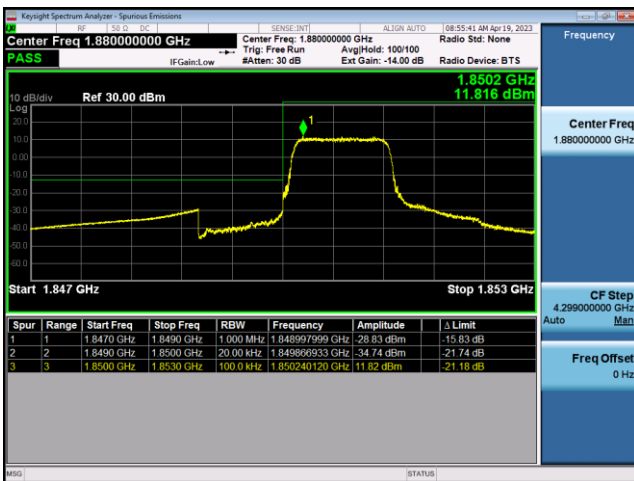 Keysight Spectrum Analyzer - Spurious Emissions
RF 50 Ω DC SENSE:INT ALIGN AUTO 08:55:41 AM Apr 19, 2023
Center Freq 1.880000000 GHz Center Freq: 1.880000000 GHz Radio Std: None
Trig: Free Run Avg|Hold: 100/100
PASS IFGain:Low #Atten: 30 dB Ext Gain: -14.00 dB Radio Device: BTS
Frequency
1.8502 GHz
10 dB/div Ref 30.00 dBm 11.816 dBm
Log
20.0
1
10.0
0.00
-10.0
-20.0
-30.0
-40.0
-50.0
-60.0
Start 1.847 GHz Stop 1.853 GHz
Spur Range Start Freq Stop Freq RBW Frequency Amplitude Δ Limit
1 1 1.8470 GHz 1.8490 GHz 1.000 MHz 1.848997999 GHz -28.83 dBm -15.83 dB
2 2 1.8490 GHz 1.8500 GHz 20.00 kHz 1.849866933 GHz -34.74 dBm -21.74 dB
3 3 1.8500 GHz 1.8530 GHz 100.0 kHz 1.850240120 GHz 11.82 dBm -21.18 dB
Center Freq
1.880000000 GHz
CF Step
4.299000000 GHz
Auto Man
Freq Offset
0 Hz
MSG STATUS